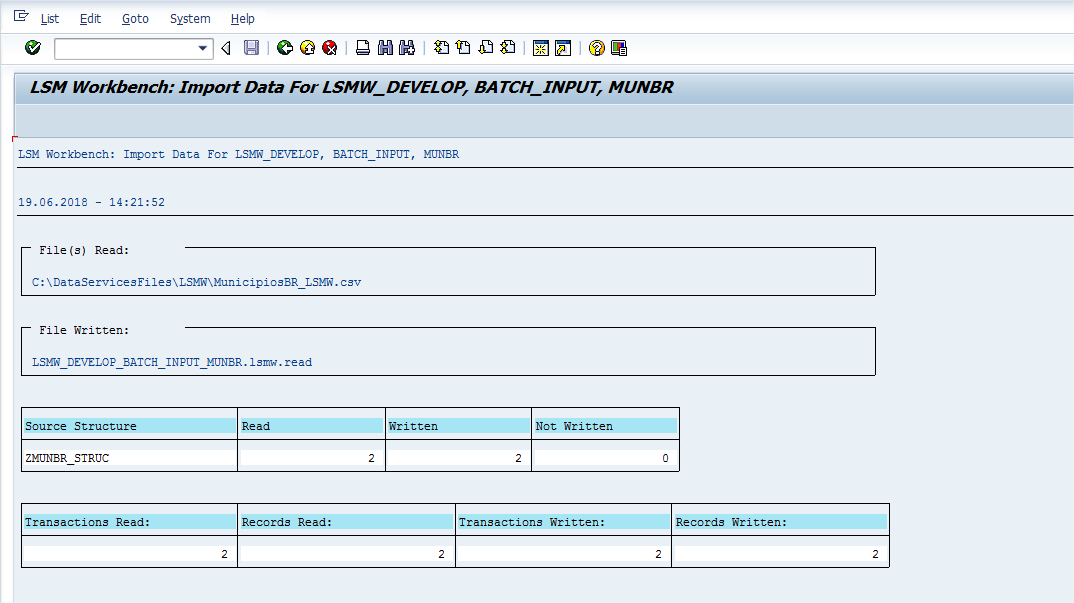 List Edit Goto System Help
LSM Workbench: Import Data For LSMW_DEVELOP, BATCH_INPUT, MUNBR
LSM Workbench: Import Data For LSMW_DEVELOP, BATCH_INPUT, MUNBR
19.06.2018 - 14:21:52
File(s) Read:
C:\DataServicesFiles\LSMW\MunicipiosBR_LSMW.csv
File Written:
LSMW_DEVELOP_BATCH_INPUT_MUNBR.lsmw.read
Source Structure Read Written Not Written
ZMUNBR_STRUC 2 2 0
Transactions Read: Records Read: Transactions Written: Records Written:
2 2 2 2